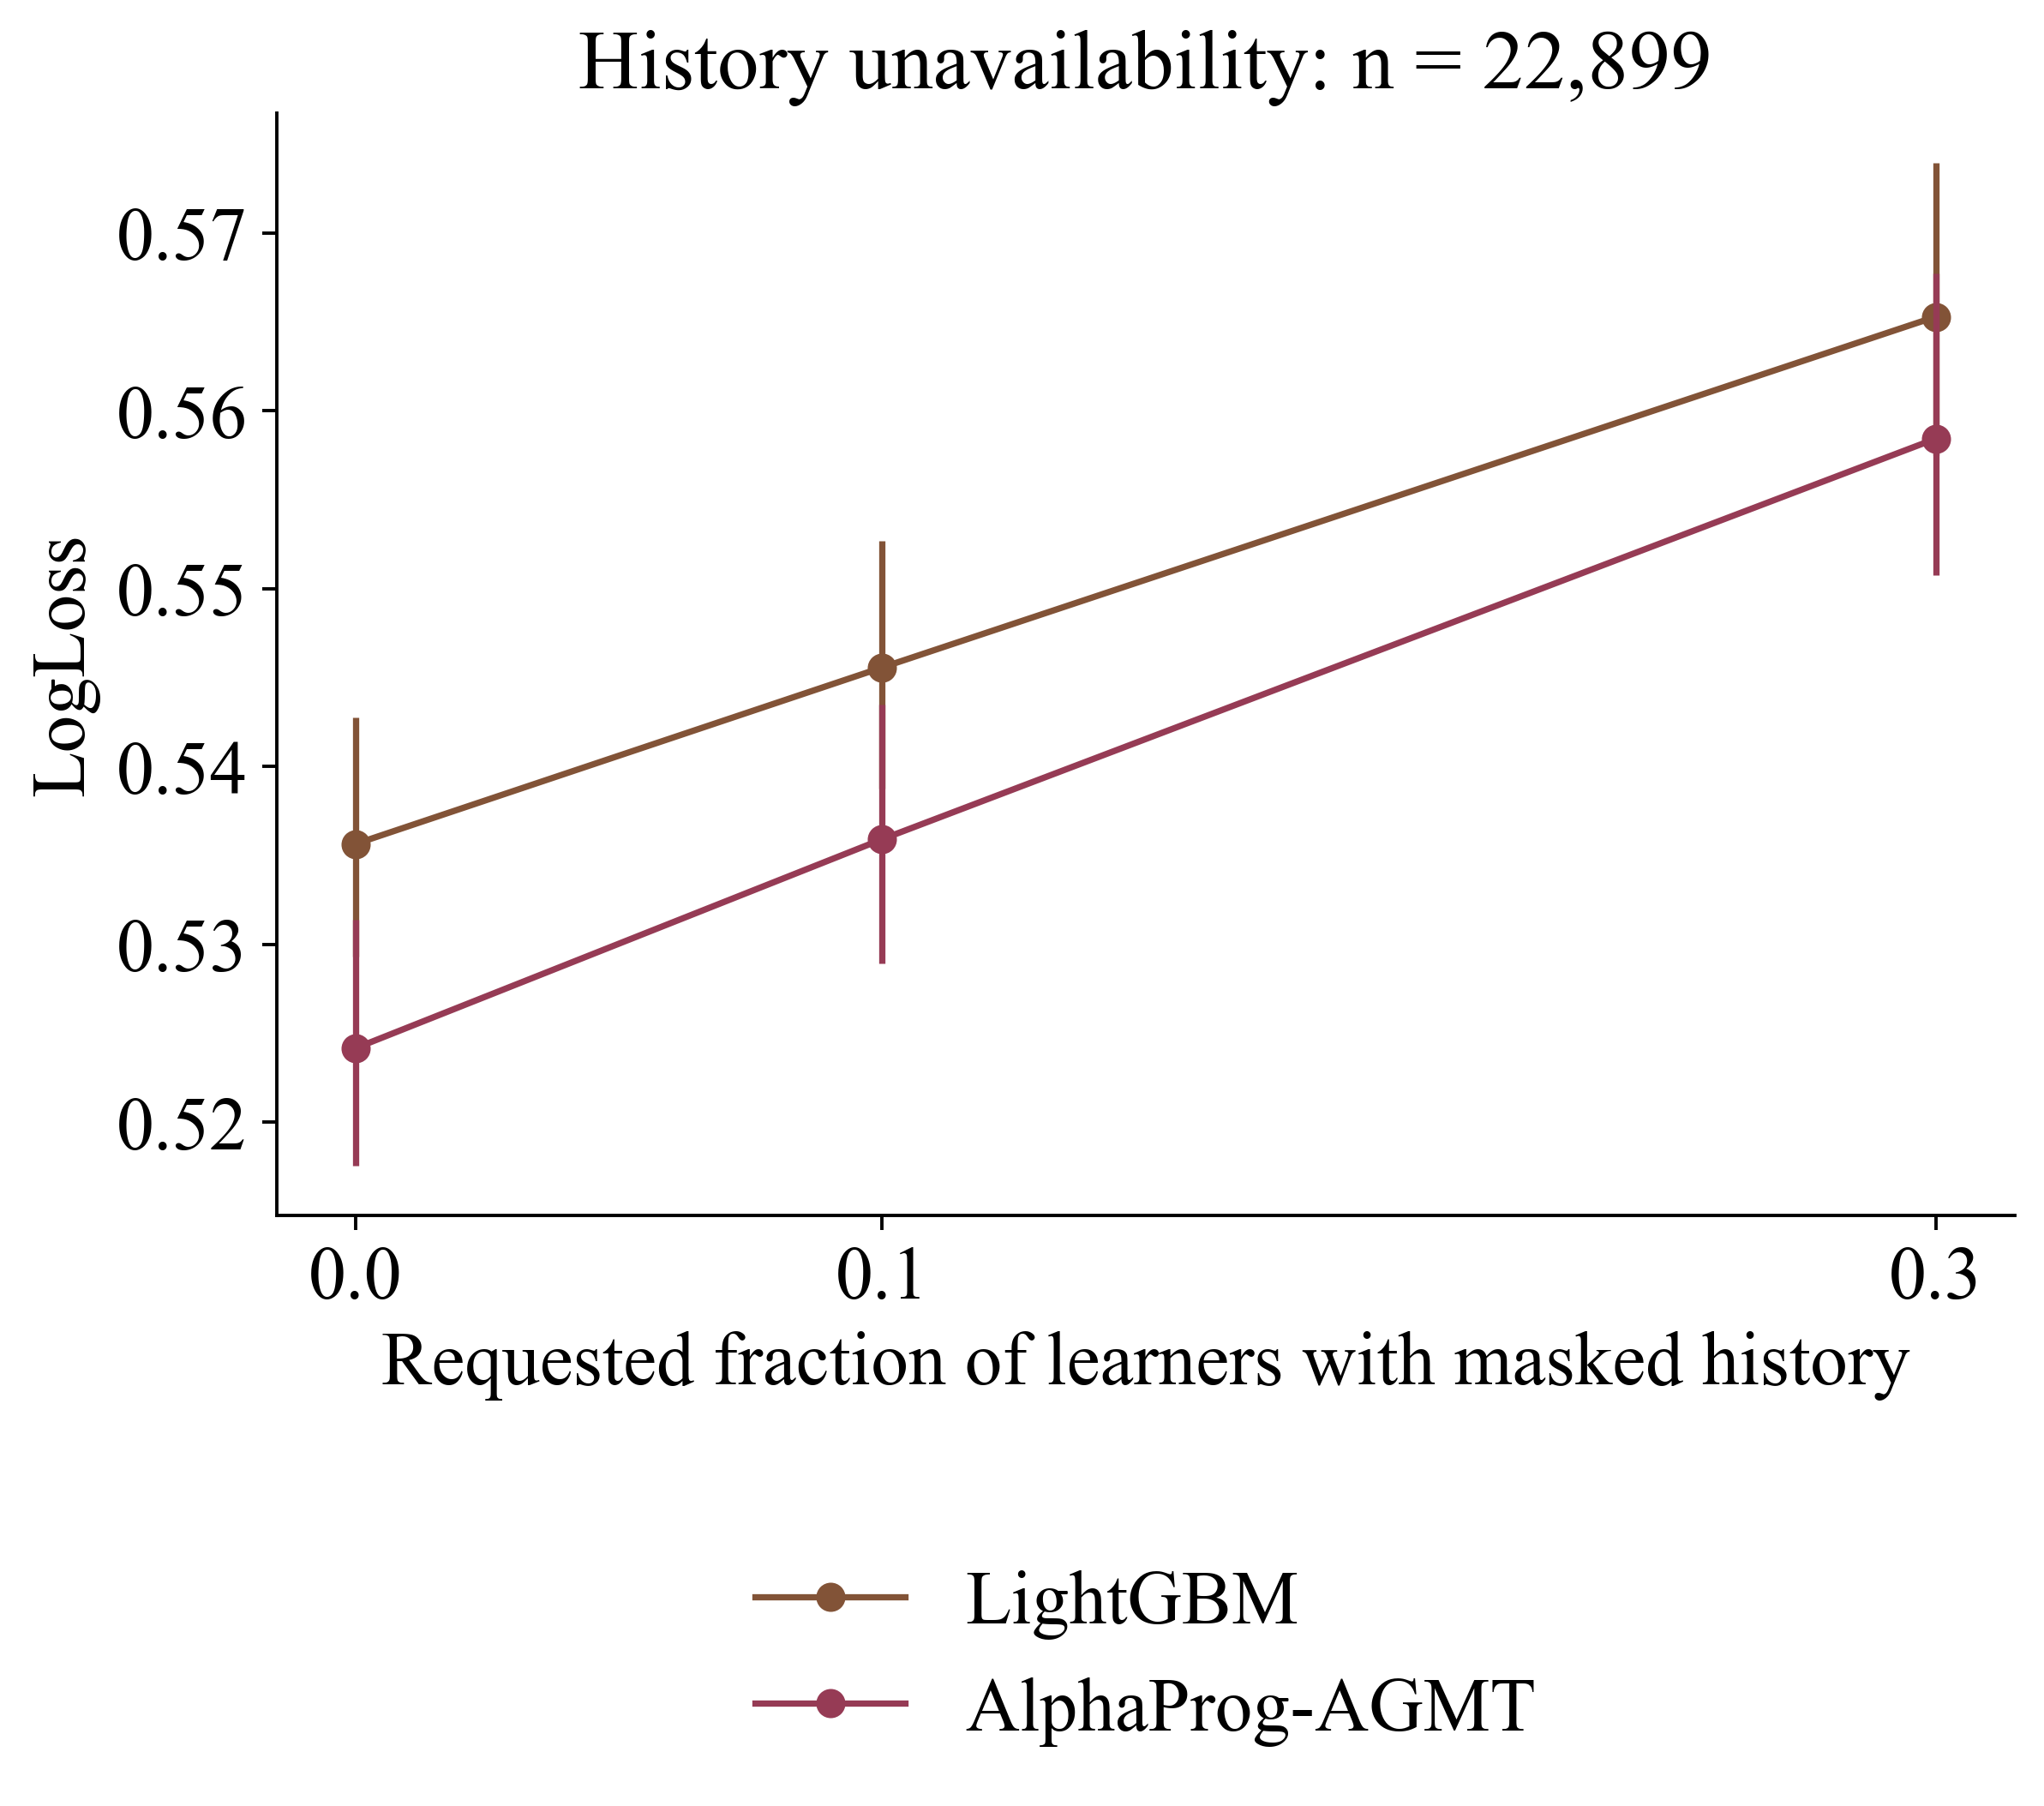 History unavailability: n = 22,899
0.57
0.56
0.55
0.54
0.53
0.52
LogLoss
0.0 0.1 0.3
Requested fraction of learners with masked history
LightGBM
AlphaProg-AGMT